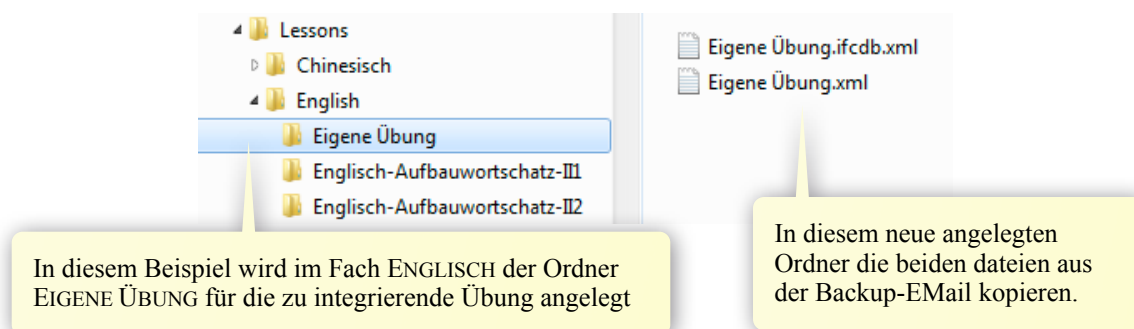 Lessons
Chinesisch
English
Eigene Übung
Englisch-Aufbauwortschatz-II1
Englisch-Aufbauwortschatz-II2
Eigene Übung.ifcdb.xml
Eigene Übung.xml
In diesem Beispiel wird im Fach ENGLISCH der Ordner
EIGENE ÜBUNG für die zu integrierende Übung angelegt
In diesem neue angelegten
Ordner die beiden dateien aus
der Backup-EMail kopieren.